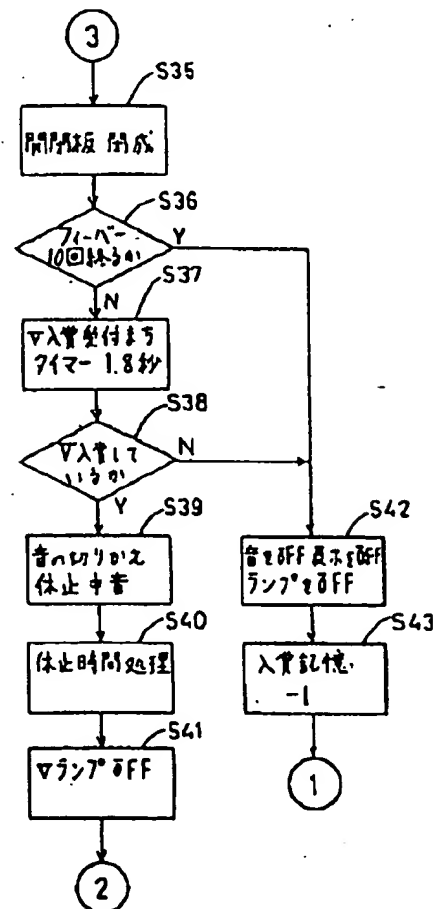 3
S35
開閉板 閉成
S36
フィーバー
10回終るか
Y
N
S37
▽入賞受付まち
タイマー 1.8秒
S38
▽入賞して
いるか
N
Y
S39
音の切りかえ
休止中音
S40
休止時間処理
S41
▽ランプOFF
2
S42
音をOFF 表示をOFF
ランプをOFF
S43
入賞記憶
-1
1